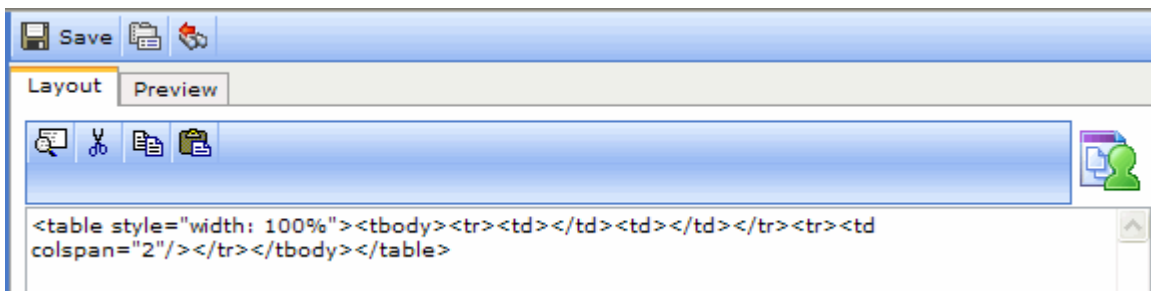 Save
Layout Preview
<table style="width: 100%"><tbody><tr><td></td><td></td></tr><tr><td
colspan="2"/></tr></tbody></table>